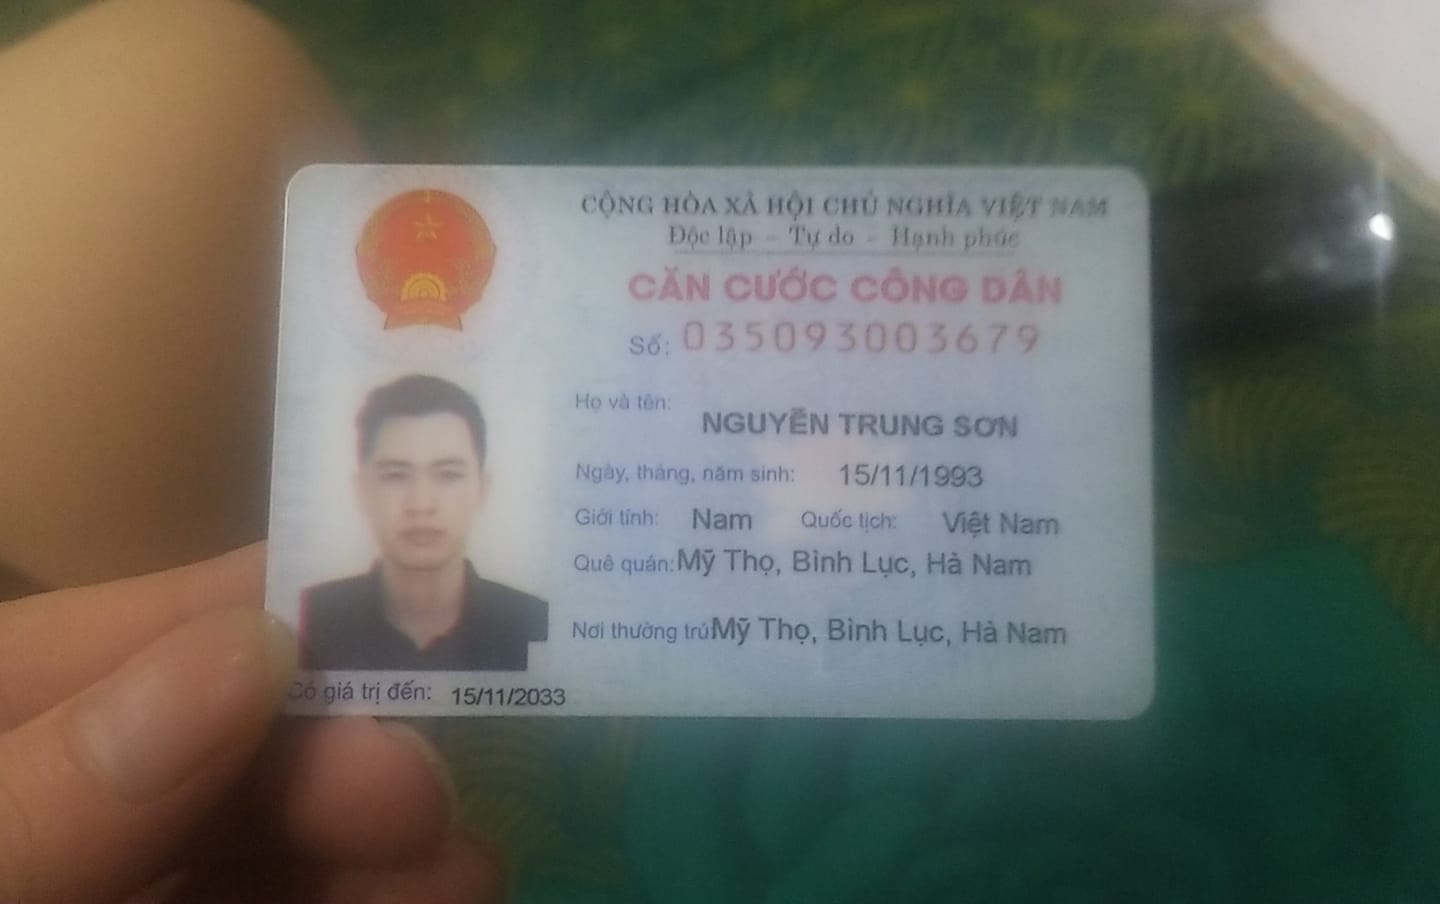 CỘNG HÒA XÃ HỘI CHỦ NGHĨA VIỆT NAM
Độc lập - Tự do - Hạnh phúc
CĂN CƯỚC CÔNG DÂN
Số: 035093003679
Họ và tên:
NGUYỄN TRUNG SƠN
Ngày, tháng, năm sinh: 15/11/1993
Giới tính: Nam Quốc tịch: Việt Nam
Quê quán: Mỹ Thọ, Bình Lục, Hà Nam
Nơi thường trú Mỹ Thọ, Bình Lục, Hà Nam
Có giá trị đến: 15/11/2033